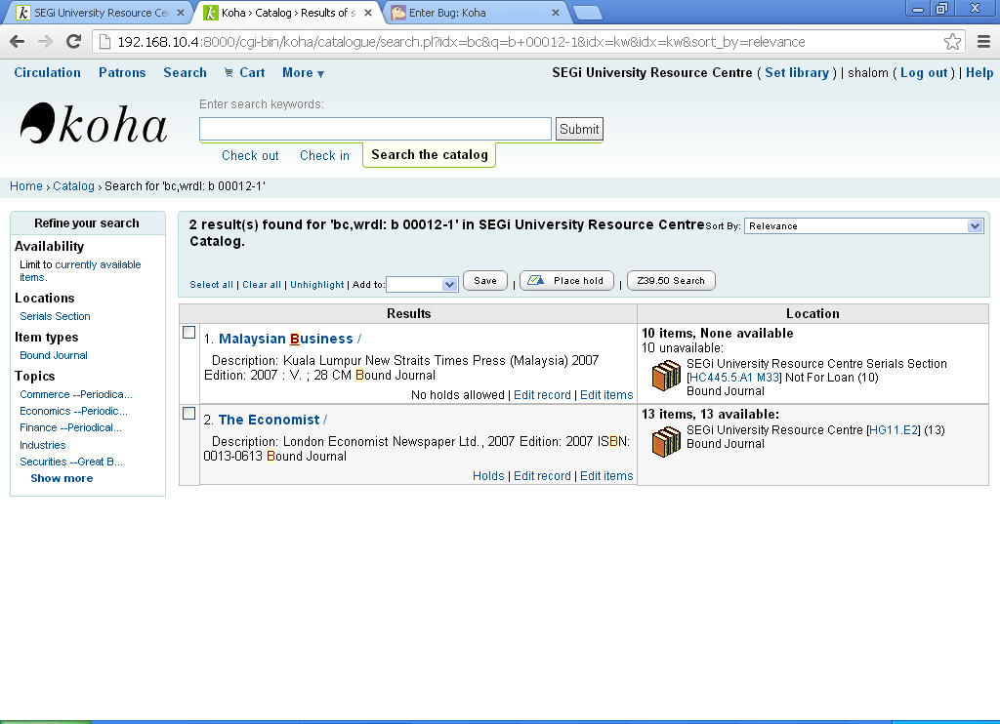 SEGi University Resource Ce
Koha › Catalog › Results of s
Enter Bug: Koha
192.168.10.4:8000/cgi-bin/koha/catalogue/search.pl?idx=bc&q=b+00012-1&idx=kw&idx=kw&sort_by=relevance
Circulation Patrons Search Cart More ▼ SEGi University Resource Centre ( Set library ) | shalom ( Log out ) | Help
koha
Enter search keywords:
Submit
Check out Check in Search the catalog
Home › Catalog › Search for 'bc,wrdl: b 00012-1'
Refine your search
Availability
Limit to currently available
items.
Locations
Serials Section
Item types
Bound Journal
Topics
Commerce --Periodica...
Economics --Periodic...
Finance --Periodical...
Industries
Securities --Great B...
Show more
2 result(s) found for 'bc,wrdl: b 00012-1' in SEGi University Resource Centre
Catalog.
Sort By: Relevance
Select all | Clear all | Unhighlight | Add to: Save | Place hold | Z39.50 Search
Results Location
1. Malaysian Business /
Description: Kuala Lumpur New Straits Times Press (Malaysia) 2007
Edition: 2007 : V. ; 28 CM Bound Journal
No holds allowed | Edit record | Edit items
10 items, None available
10 unavailable:
SEGi University Resource Centre Serials Section
[HC445.5.A1 M33] Not For Loan (10)
Bound Journal
2. The Economist /
Description: London Economist Newspaper Ltd., 2007 Edition: 2007 ISBN:
0013-0613 Bound Journal
Holds | Edit record | Edit items
13 items, 13 available:
SEGi University Resource Centre [HG11.E2] (13)
Bound Journal